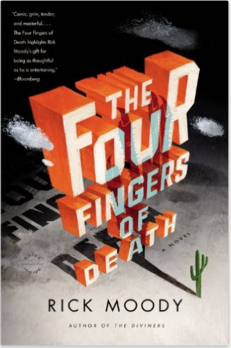 "Comic, grim, tender,
and masterful. . . .
The Four Fingers of
Death highlights Rick
Moody's gift for
being as thoughtful
as he is entertaining."
—Bloomberg
THE
FOUR
FINGERS
OF
DEATH
A NOVEL
RICK MOODY
AUTHOR OF THE DIVINERS